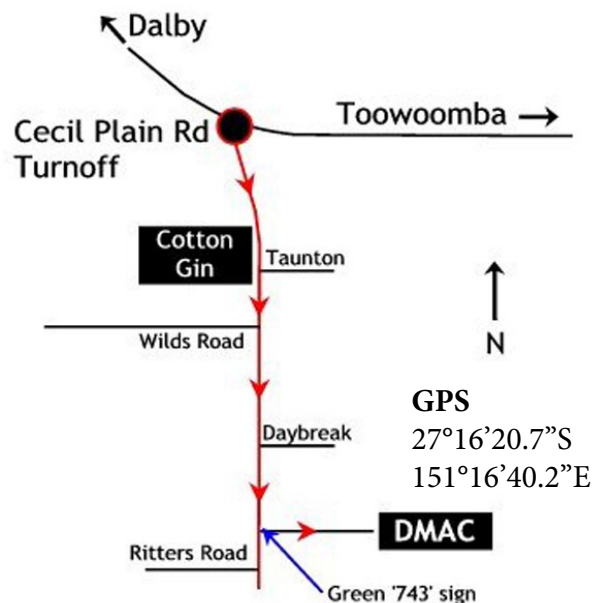 Dalby
Toowoomba
Cecil Plain Rd
Turnoff
Cotton
Gin
Taunton
Wilds Road
N
GPS
27°16’20.7”S
151°16’40.2”E
Daybreak
DMAC
Ritters Road
Green '743' sign